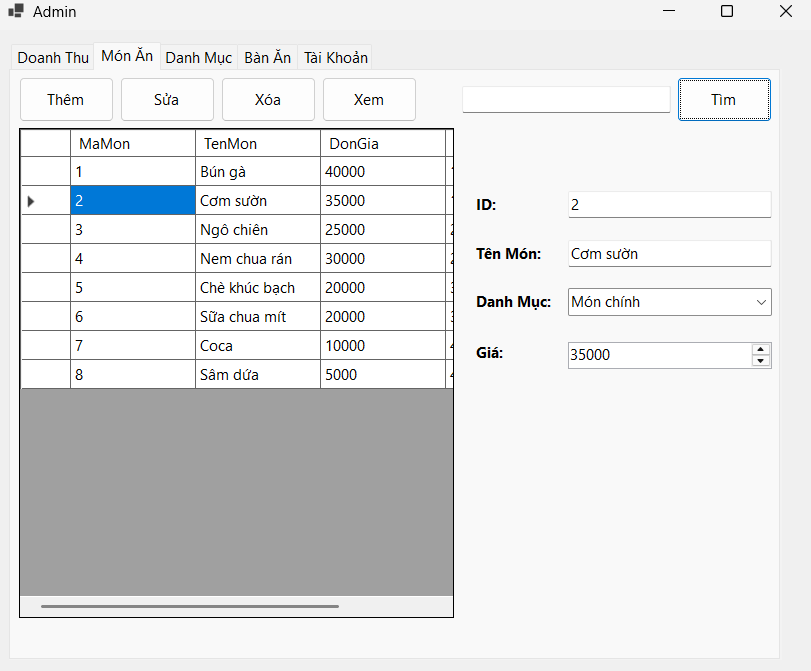 Admin
Doanh Thu Món Ăn Danh Mục Bàn Ăn Tài Khoản
Thêm Sửa Xóa Xem Tìm
MaMon TenMon DonGia
1 Bún gà 40000
2 Cơm sườn 35000
3 Ngô chiên 25000
4 Nem chua rán 30000
5 Chè khúc bạch 20000
6 Sữa chua mít 20000
7 Coca 10000
8 Sâm dứa 5000
ID: 2
Tên Món: Cơm sườn
Danh Mục: Món chính
Giá: 35000